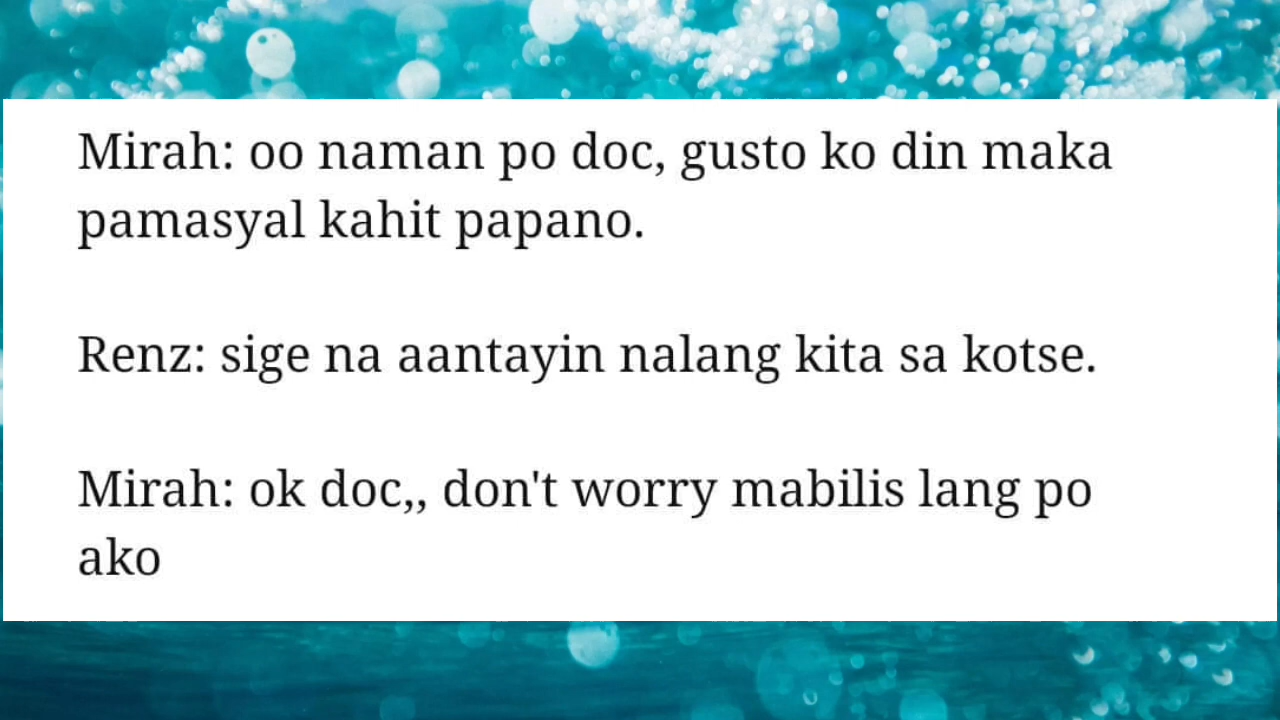 Mirah: oo naman po doc, gusto ko din maka
pamasyal kahit papano.
Renz: sige na aantayin nalang kita sa kotse.
Mirah: ok doc,, don't worry mabilis lang po
ako